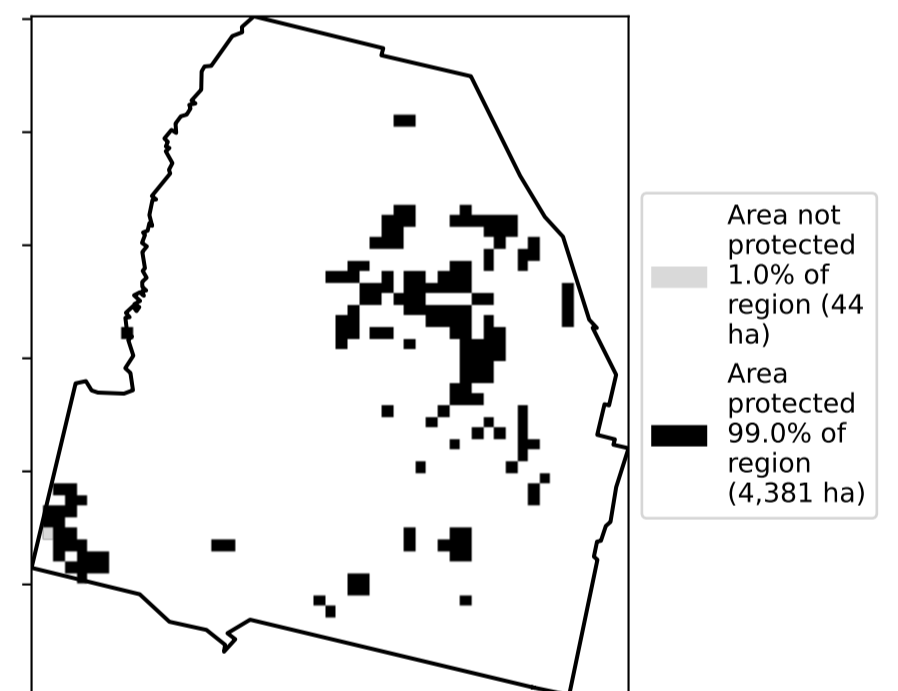 Area not
protected
1.0% of
region (44
ha)
Area
protected
99.0% of
region
(4,381 ha)